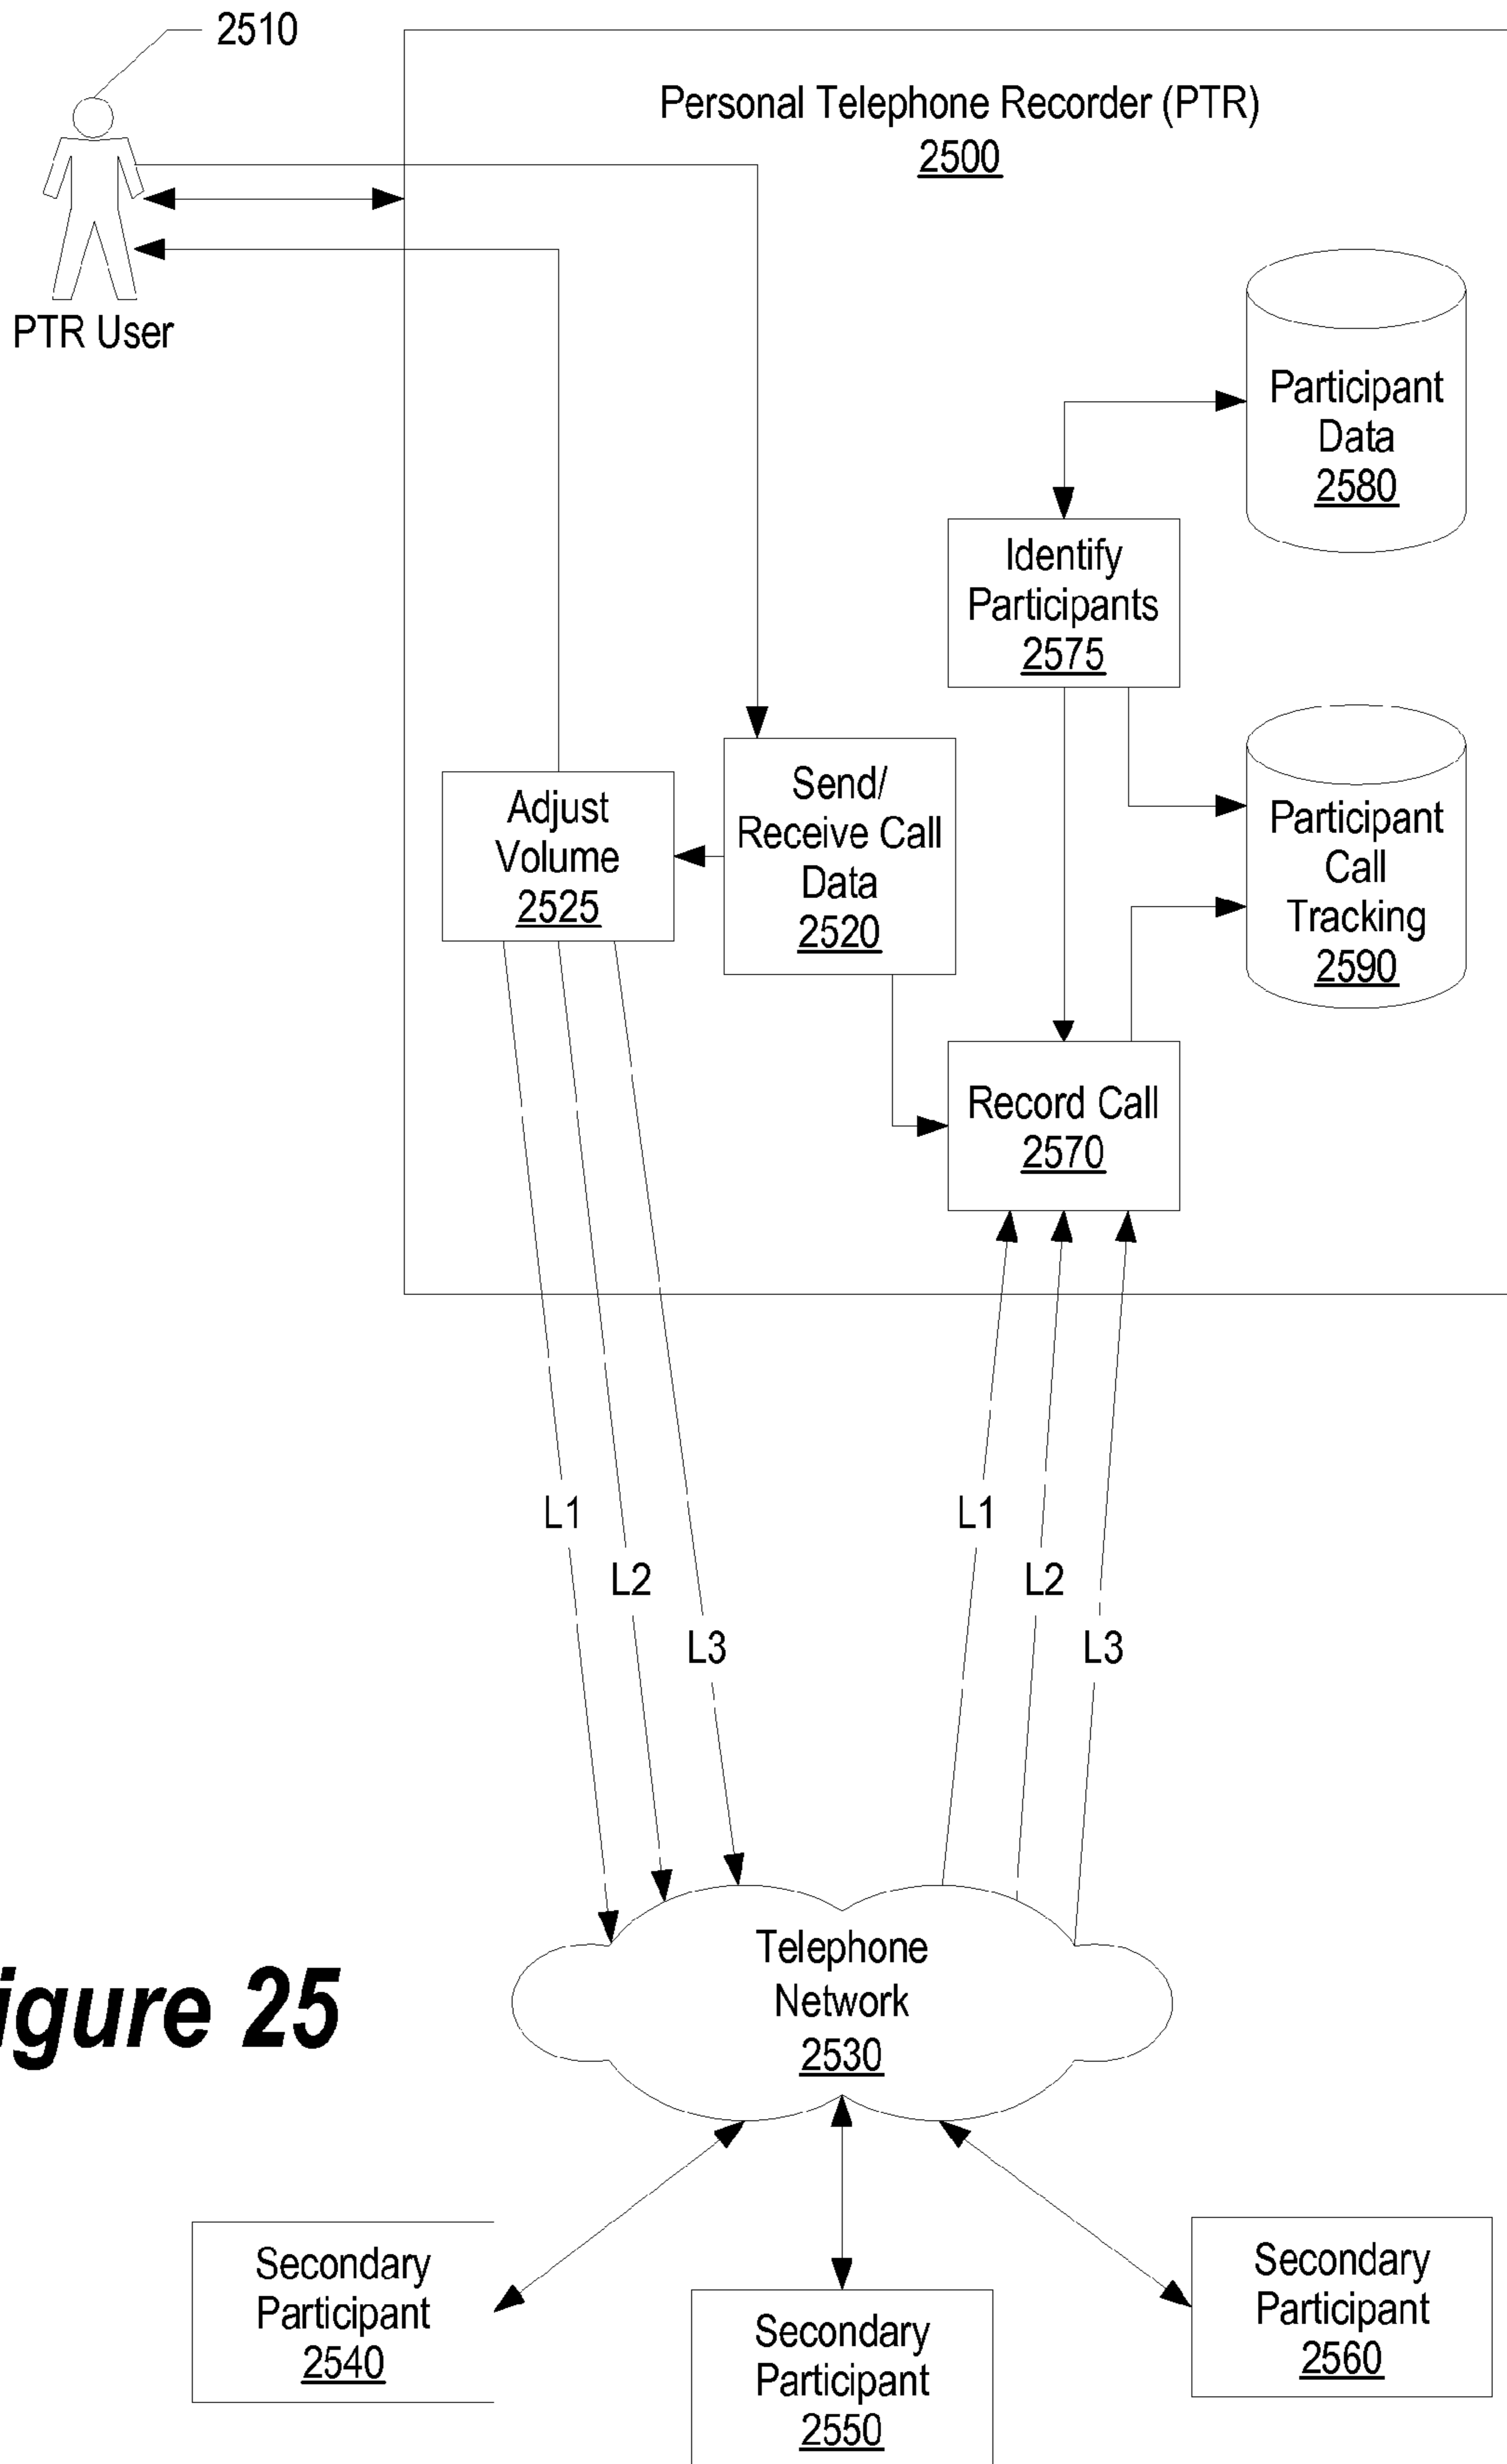 2510
Personal Telephone Recorder (PTR)
2500
PTR User
Participant
Data
2580
Identify
Participants
2575
Send/
Receive Call
Data
2520
Adjust
Volume
2525
Participant
Call
Tracking
2590
Record Call
2570
L1
L1
L2
L2
L3
L3
Telephone
Network
2530
igure 25
Secondary
Participant
2540
Secondary
Participant
2550
Secondary
Participant
2560